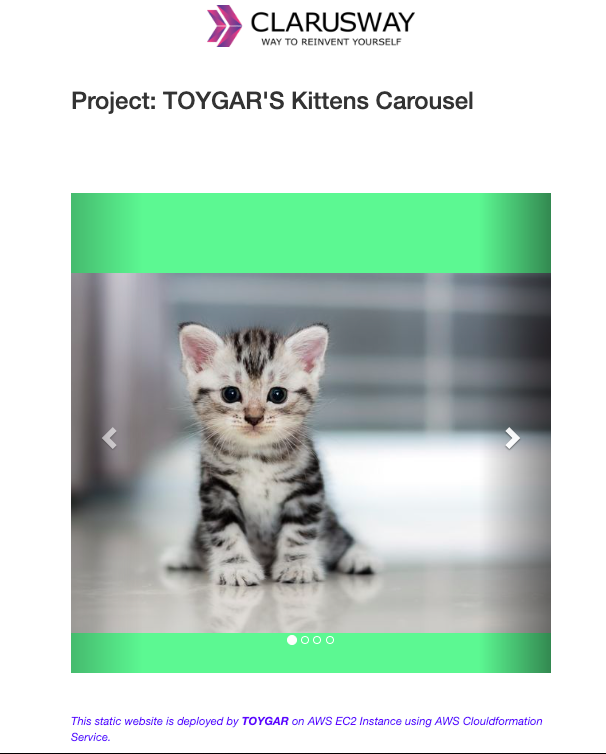 CLARUSWAY
WAY TO REINVENT YOURSELF
Project: TOYGAR'S Kittens Carousel
This static website is deployed by TOYGAR on AWS EC2 Instance using AWS Clouldformation
Service.